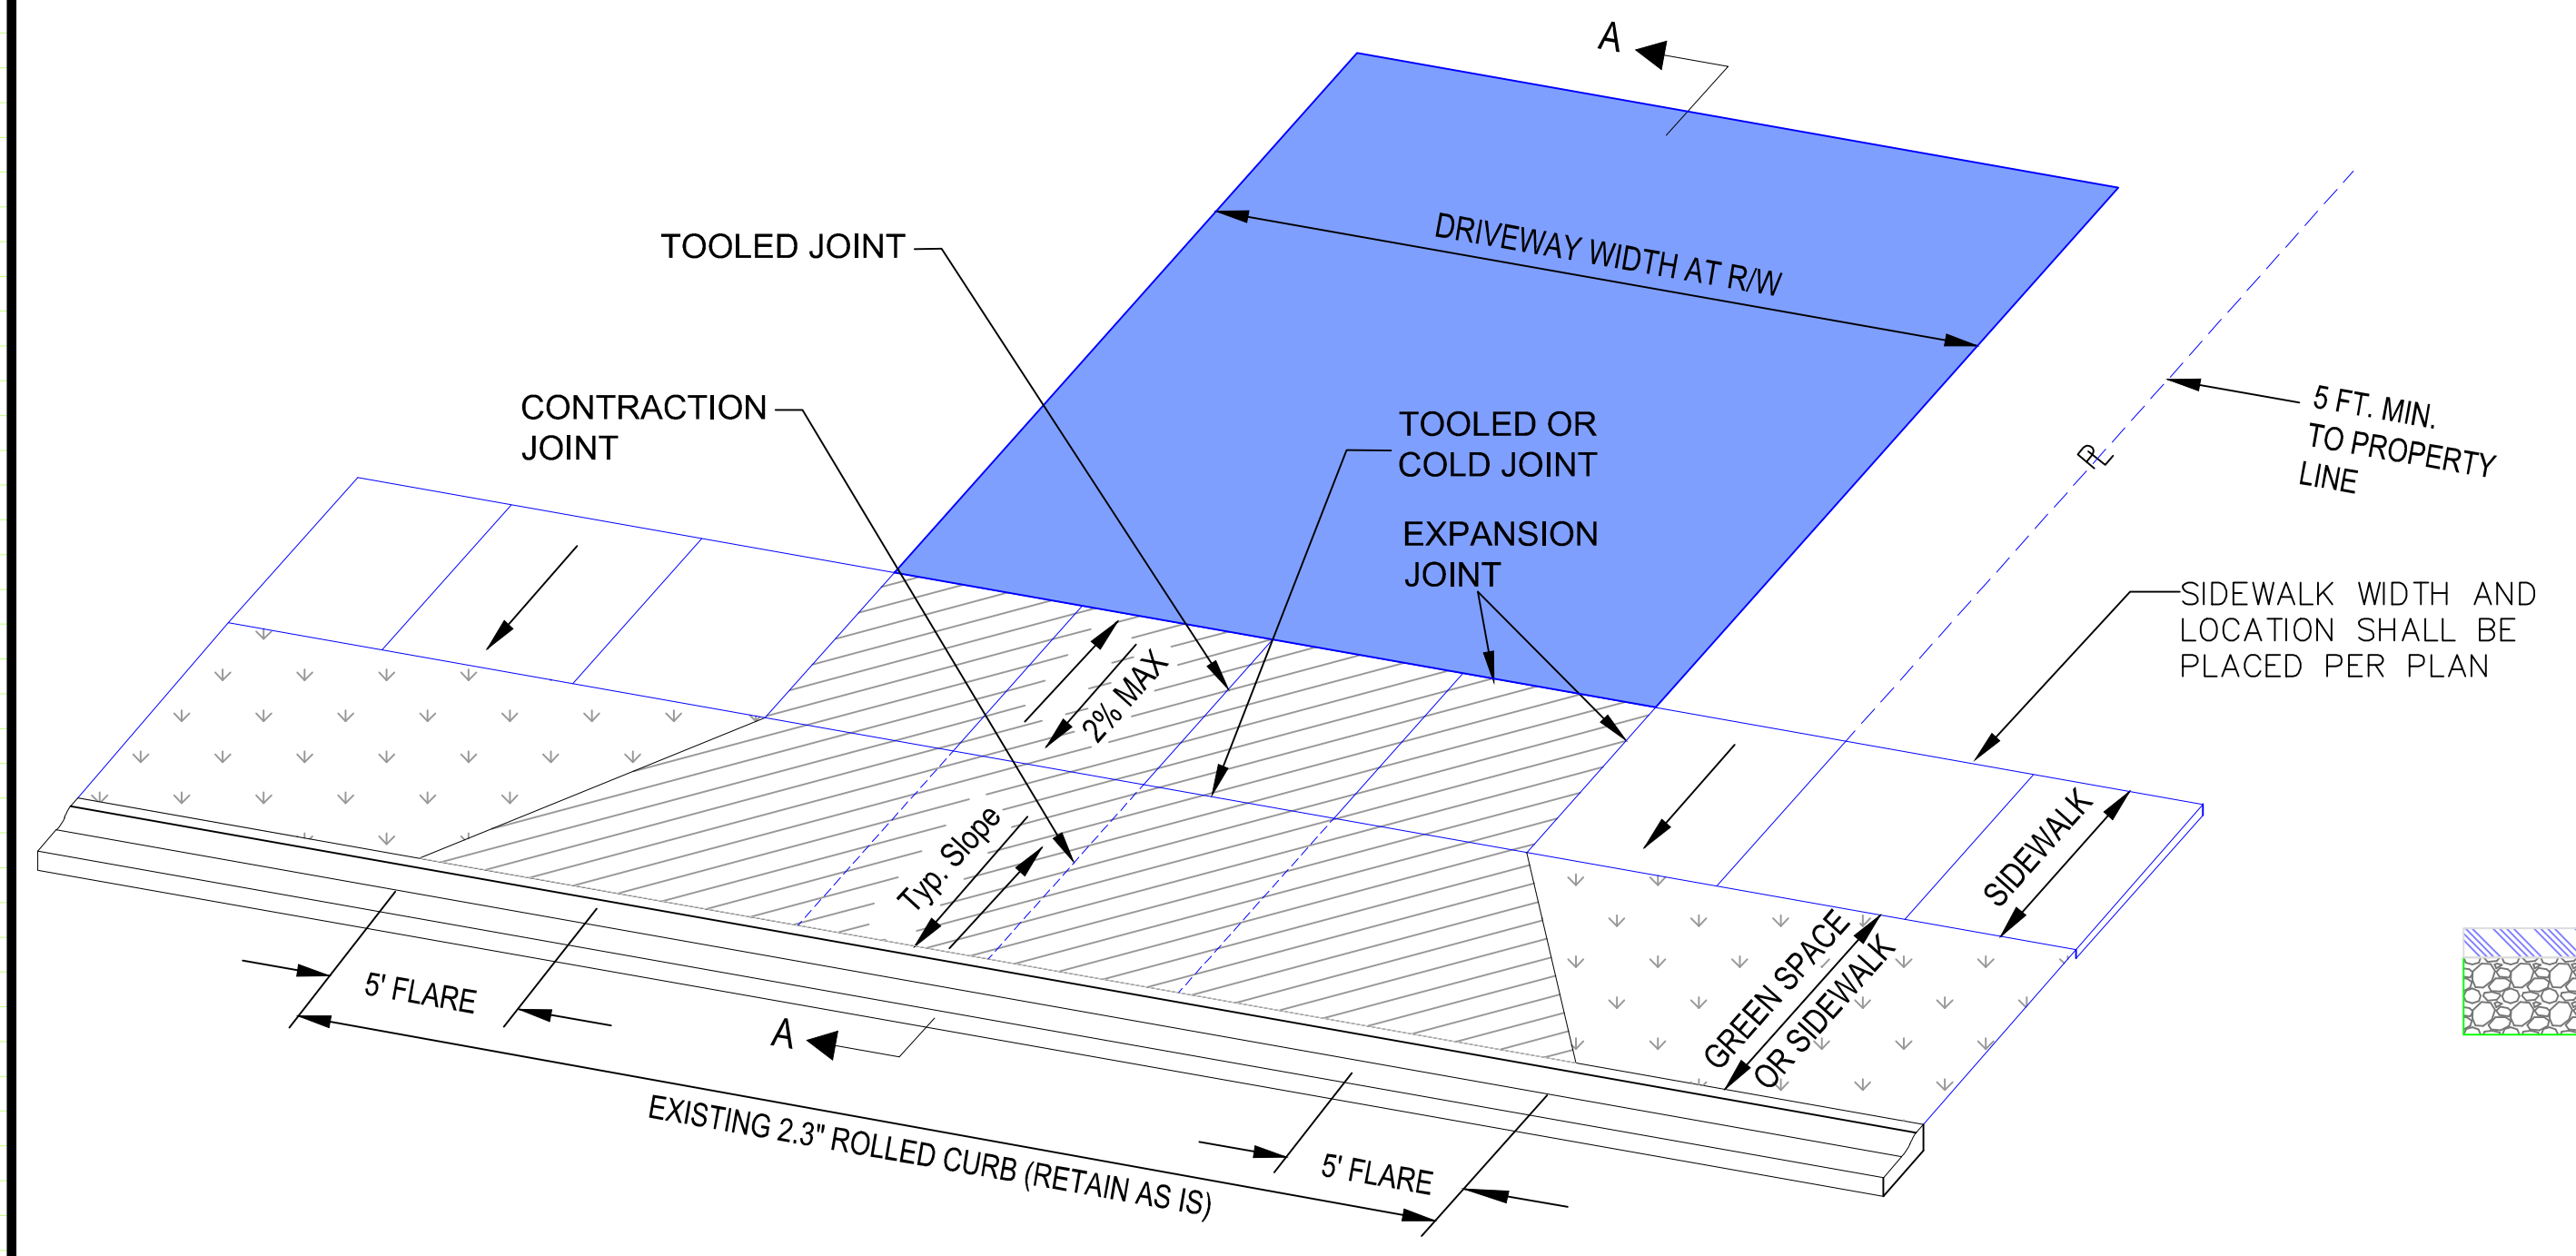 A
TOOLED JOINT
DRIVEWAY WIDTH AT R/W
CONTRACTION
JOINT
TOOLED OR
COLD JOINT
5 FT. MIN.
TO PROPERTY
LINE
PL
EXPANSION
JOINT
SIDEWALK WIDTH AND
LOCATION SHALL BE
PLACED PER PLAN
2% MAX
Typ. Slope
SIDEWALK
GREEN SPACE
OR SIDEWALK
5' FLARE
A
EXISTING 2.3" ROLLED CURB (RETAIN AS IS)
5' FLARE